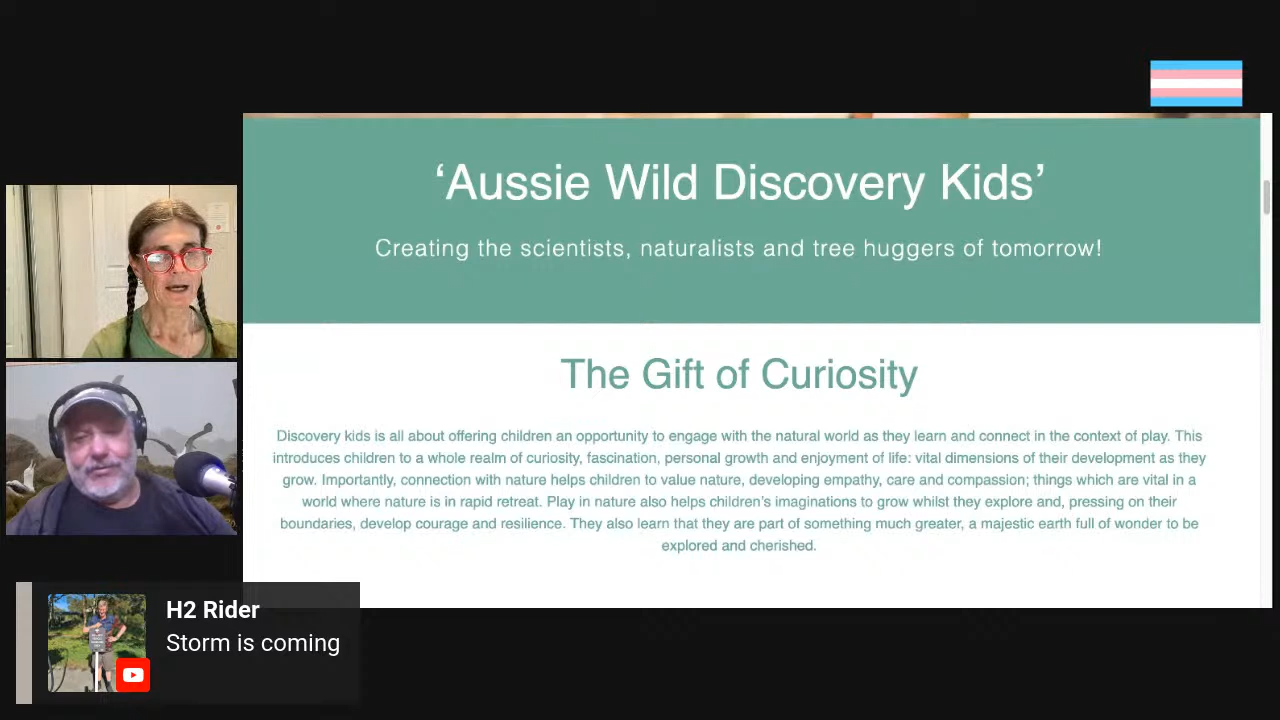 ‘Aussie Wild Discovery Kids’
Creating the scientists, naturalists and tree huggers of tomorrow!
The Gift of Curiosity
Discovery kids is all about offering children an opportunity to engage with the natural world as they learn and connect in the context of play. This
introduces children to a whole realm of curiosity, fascination, personal growth and enjoyment of life: vital dimensions of their development as they
grow. Importantly, connection with nature helps children to value nature, developing empathy, care and compassion; things which are vital in a
world where nature is in rapid retreat. Play in nature also helps children’s imaginations to grow whilst they explore and, pressing on their
boundaries, develop courage and resilience. They also learn that they are part of something much greater, a majestic earth full of wonder to be
explored and cherished.
H2 Rider
Storm is coming